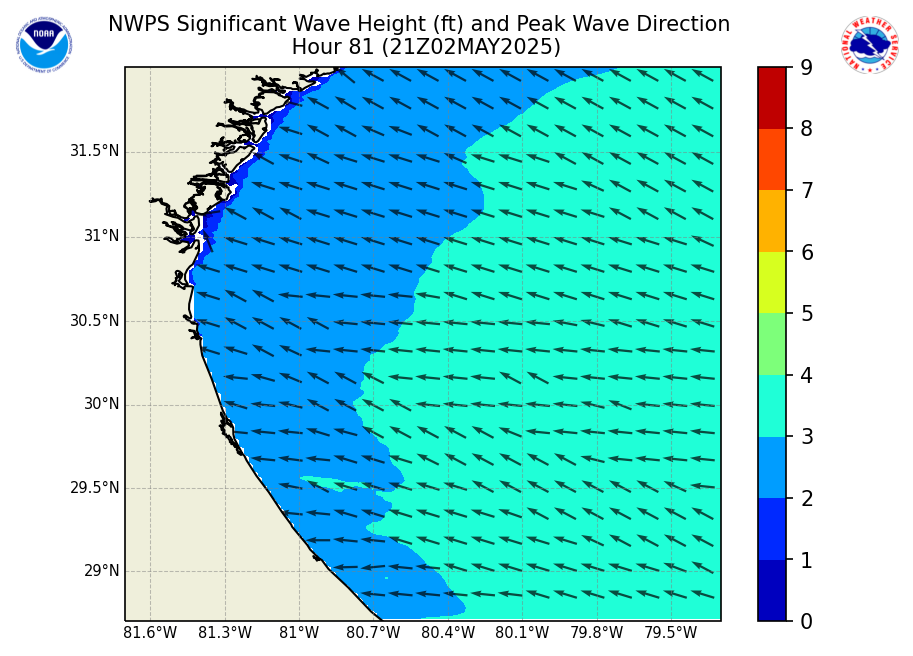 NWPS Significant Wave Height (ft) and Peak Wave Direction
Hour 81 (21Z02MAY2025)
NOAA
NATIONAL WEATHER SERVICE
31.5°N
31°N
30.5°N
30°N
29.5°N
29°N
81.6°W 81.3°W 81°W 80.7°W 80.4°W 80.1°W 79.8°W 79.5°W
9
8
7
6
5
4
3
2
1
0